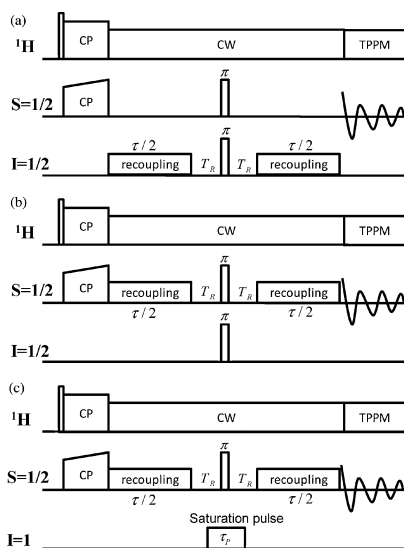 (a)
¹H CP CW TPPM
S=1/2 CP π
π
I=1/2 τ/2 recoupling T_R T_R τ/2 recoupling
(b)
¹H CP CW TPPM
π
S=1/2 CP recoupling T_R T_R recoupling
τ/2 τ/2
π
I=1/2
(c)
¹H CP CW TPPM
π
S=1/2 CP recoupling T_R T_R recoupling
τ/2 τ/2
Saturation pulse
I=1 τ_P